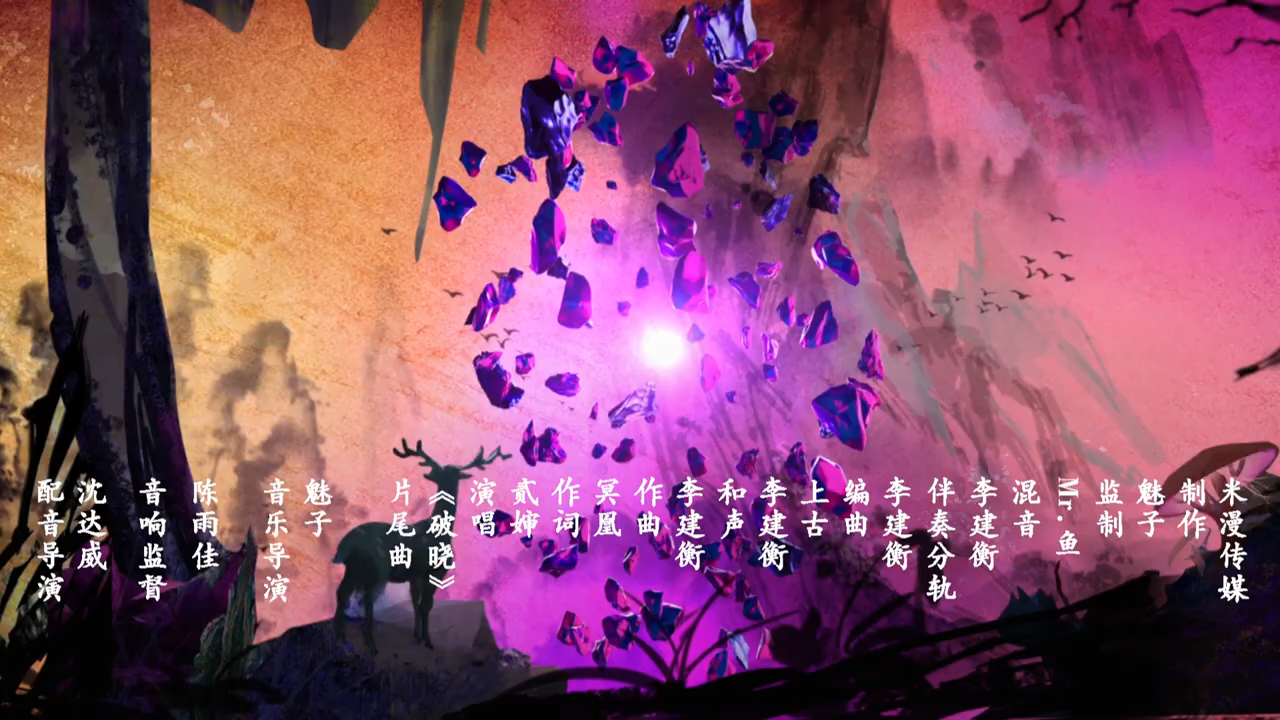 配音导演
沈达威
音响监督
陈雨佳
音乐导演
魅子
片尾曲
《破晓》
演唱
贰婶
作词
冥凰
作曲
李建衡
和声
李建衡
上古
编曲
李建衡
伴奏分轨
李建衡
混音
Mr.鱼
监制
魅子
制作
米漫传媒